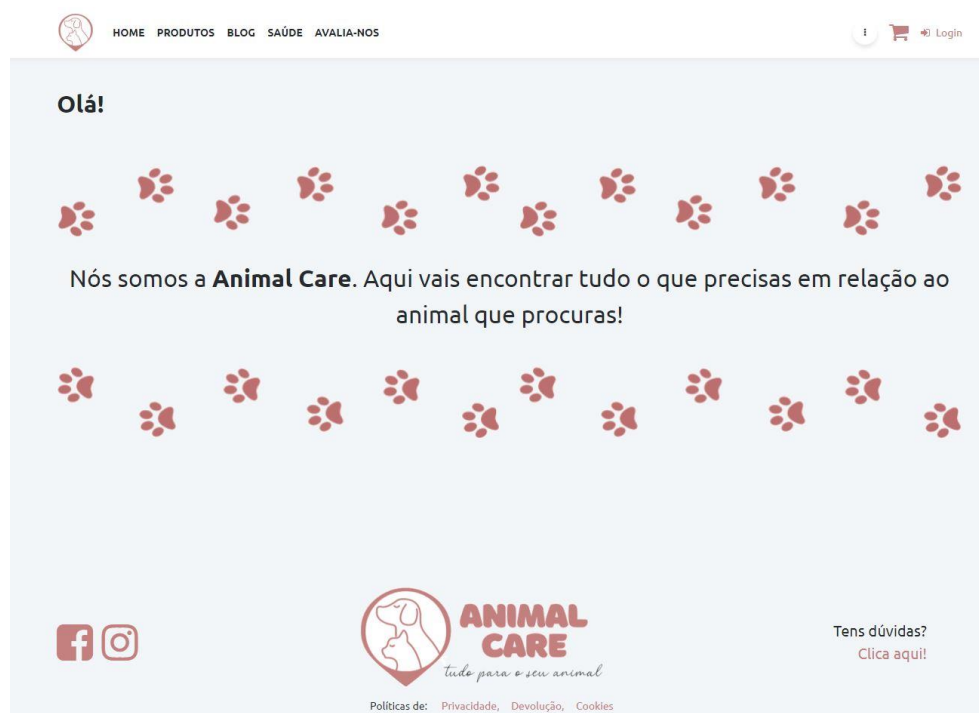 HOME PRODUTOS BLOG SAÚDE AVALIA-NOS
Login
Olá!
Nós somos a Animal Care. Aqui vais encontrar tudo o que precisas em relação ao
animal que procuras!
ANIMAL
CARE
tudo para o seu animal
Tens dúvidas?
Clica aqui!
Políticas de: Privacidade, Devolução, Cookies